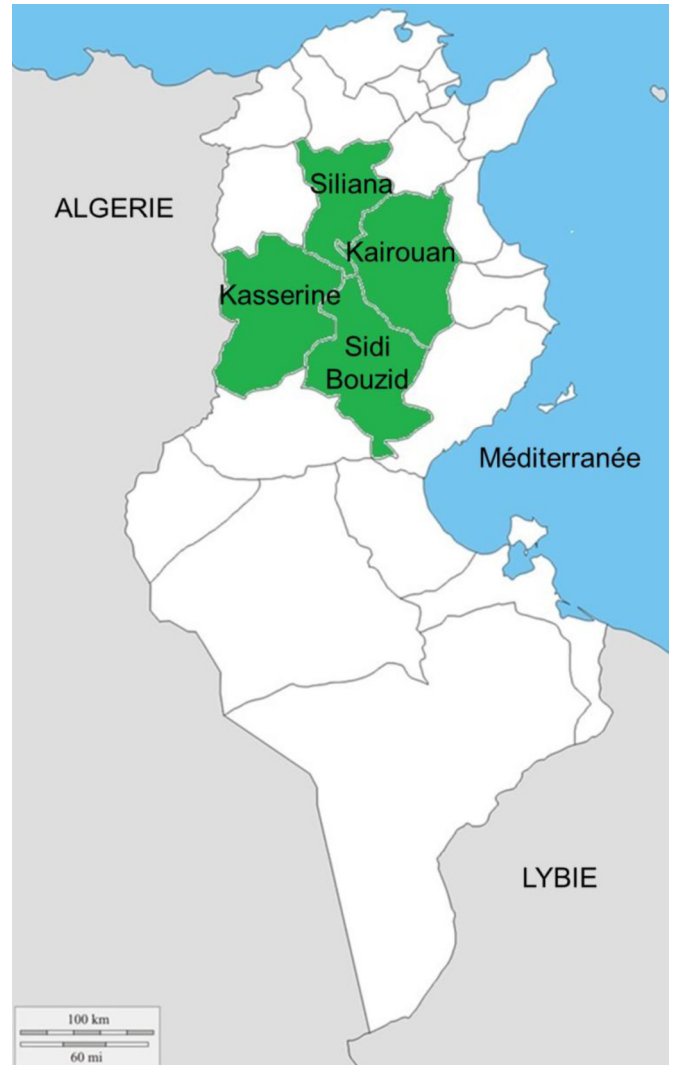 Siliana
ALGERIE
Kairouan
Kasserine
Sidi
Bouzid
Méditerranée
LYBIE
100 km
60 mi